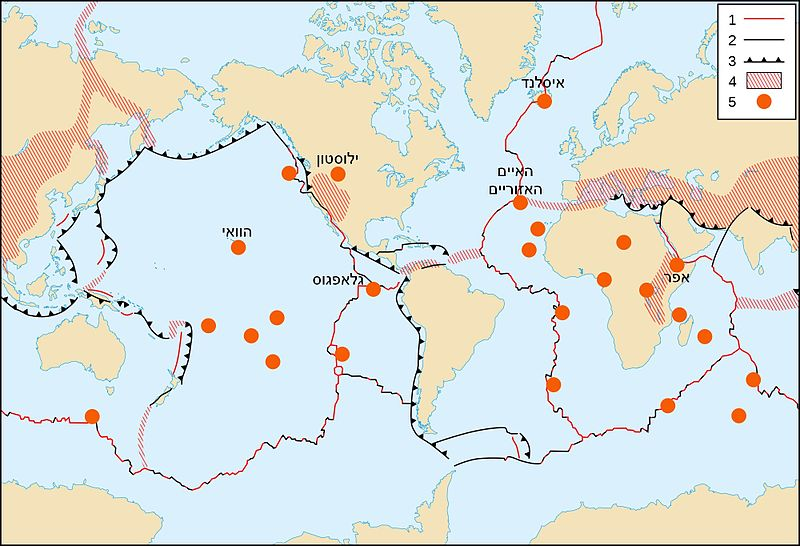 1
2
3
4
5
איסלנד
ילוסטון
האיים
האזוריים
הוואי
גלאפגוס
אפר